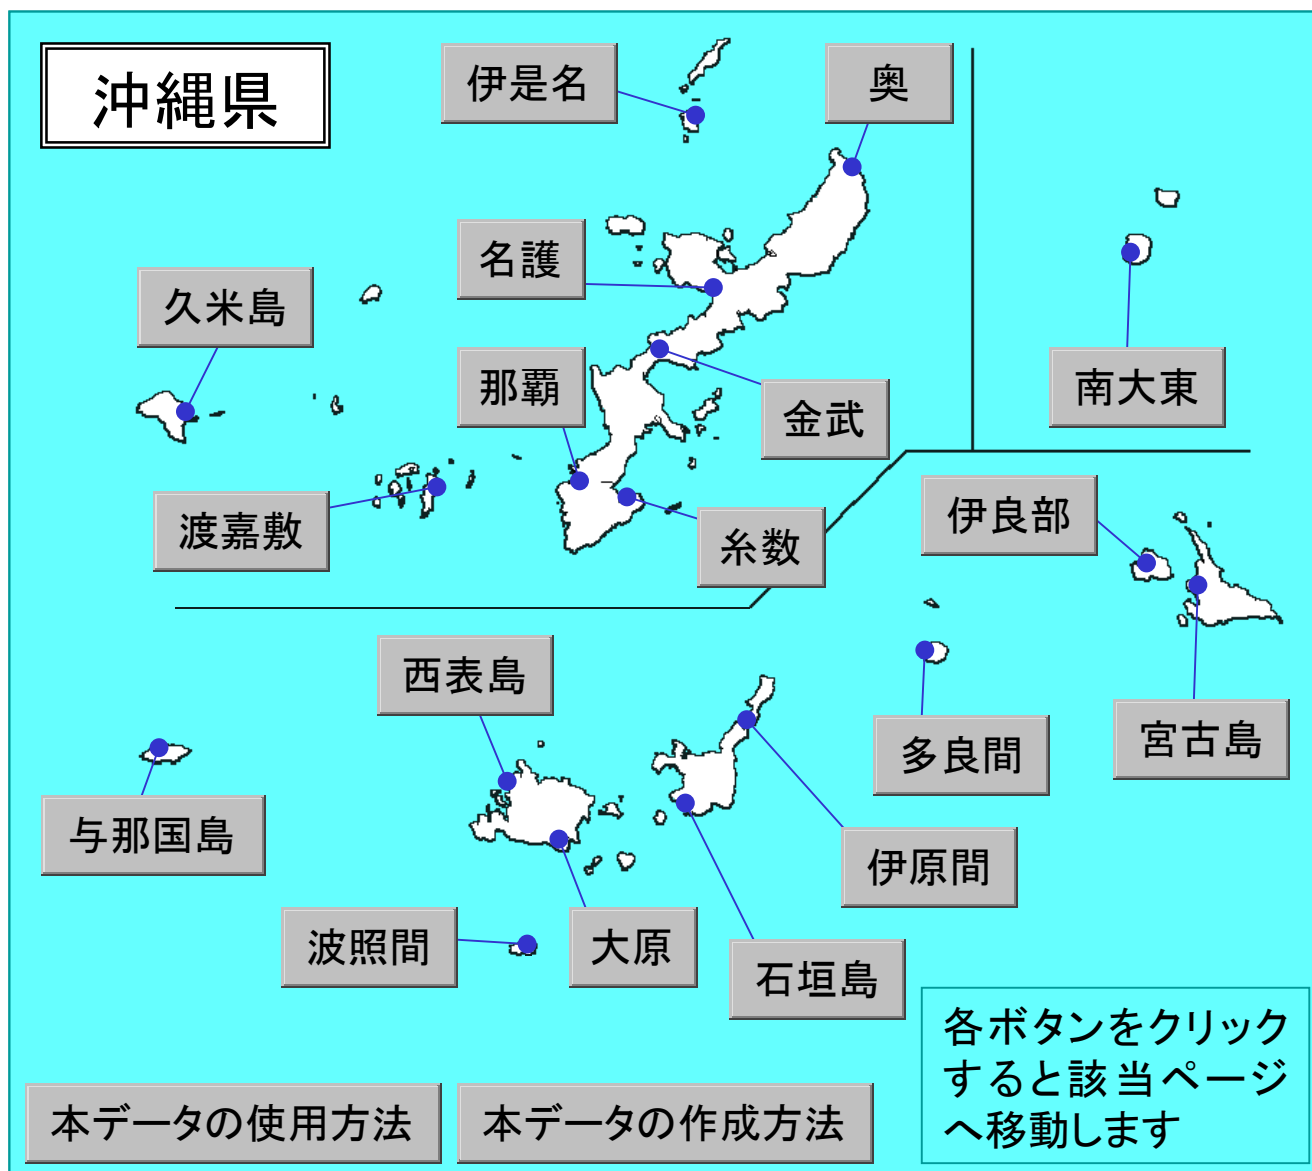 沖縄県
伊是名
奥
名護
久米島
那覇
金武
南大東
渡嘉敷
糸数
伊良部
西表島
多良間
宮古島
与那国島
伊原間
波照間
大原
石垣島
各ボタンをクリック
すると該当ページ
へ移動します
本データの使用方法
本データの作成方法